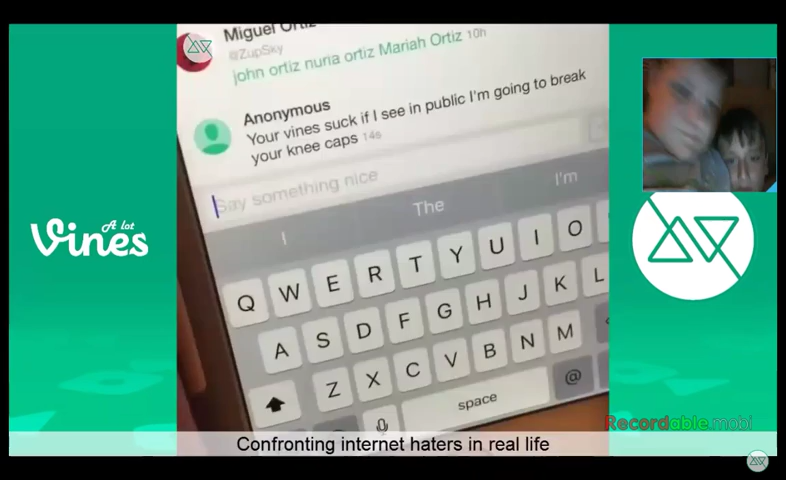 Miguel Ortiz
@ZupSky
john ortiz nuria ortiz Mariah Ortiz 10h
Anonymous
Your vines suck if I see in public I'm going to break
your knee caps 14s
Say something nice
I The I'm
Q W E R T Y U I O
A S D F G H J K L
Z X C V B N M
space @
A lot
Vines
Recordable.mobi
Confronting internet haters in real life